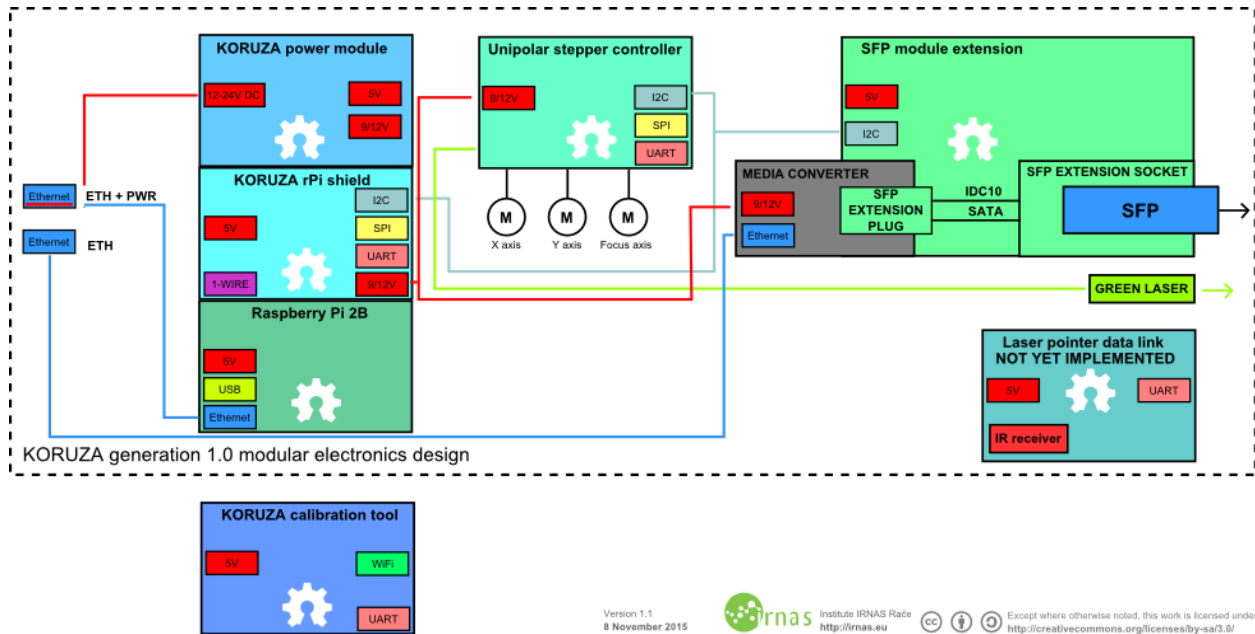 KORUZA power module
12-24V DC
5V
9/12V
Unipolar stepper controller
9/12V
I2C
SPI
UART
SFP module extension
5V
I2C
MEDIA CONVERTER
9/12V
Ethernet
SFP
EXTENSION
PLUG
IDC10
SATA
SFP EXTENSION SOCKET
SFP
Ethernet
ETH + PWR
Ethernet
ETH
KORUZA rPi shield
I2C
5V
SPI
UART
1-WIRE
9/12V
M
X axis
M
Y axis
M
Focus axis
GREEN LASER
Raspberry Pi 2B
5V
USB
Ethernet
Laser pointer data link
NOT YET IMPLEMENTED
5V
UART
IR receiver
KORUZA generation 1.0 modular electronics design
KORUZA calibration tool
5V
WiFi
UART
Version 1.1
8 November 2015
irnas
Institute IRNAS Rače
http://irnas.eu
cc
Except where otherwise noted, this work is licensed under
http://creativecommons.org/licenses/by-sa/3.0/